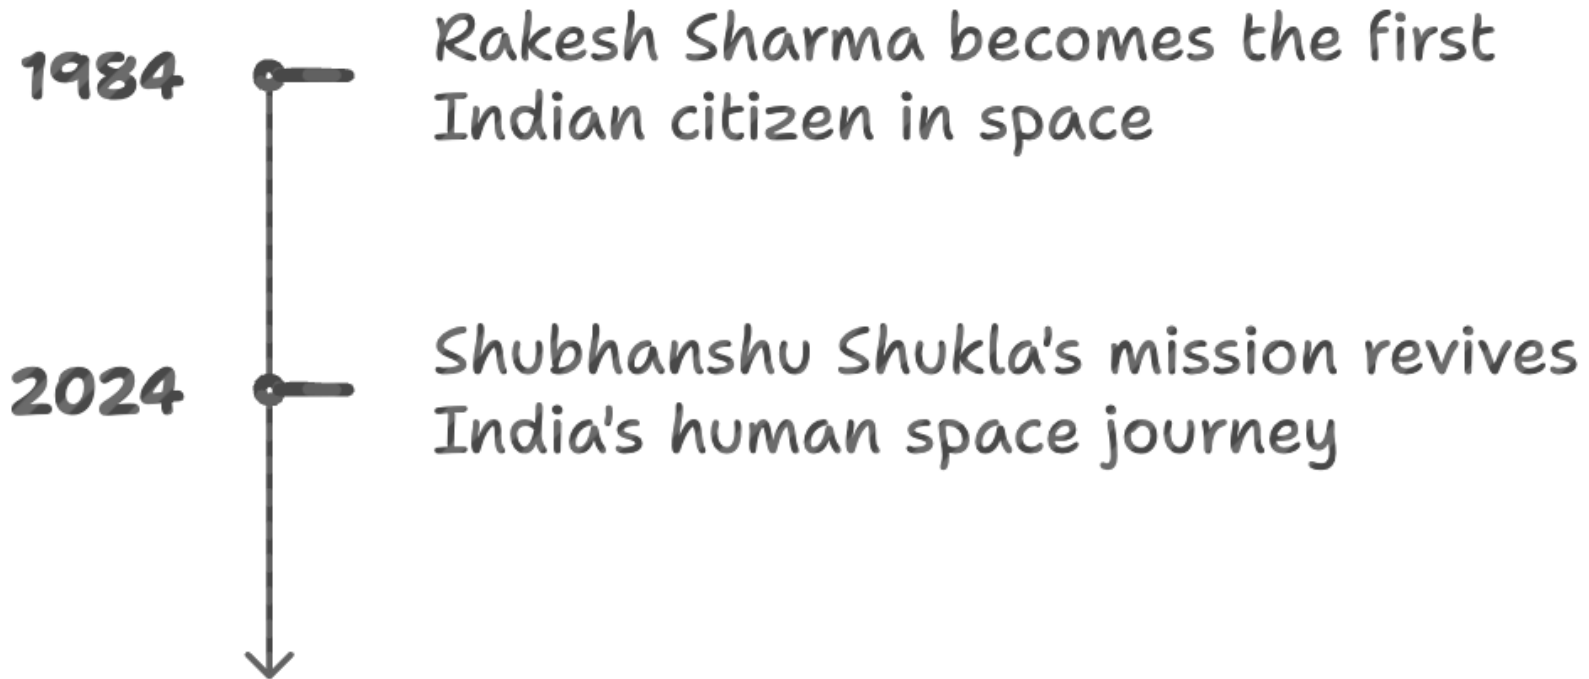 1984
Rakesh Sharma becomes the first
Indian citizen in space
2024
Shubhanshu Shukla's mission revives
India's human space journey